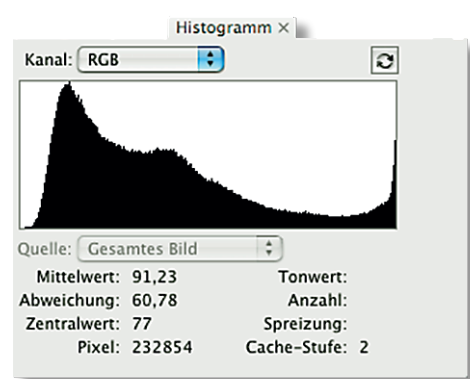 Histogramm ×
Kanal: RGB
Quelle: Gesamtes Bild
Mittelwert: 91,23 Tonwert:
Abweichung: 60,78 Anzahl:
Zentralwert: 77 Spreizung:
Pixel: 232854 Cache-Stufe: 2